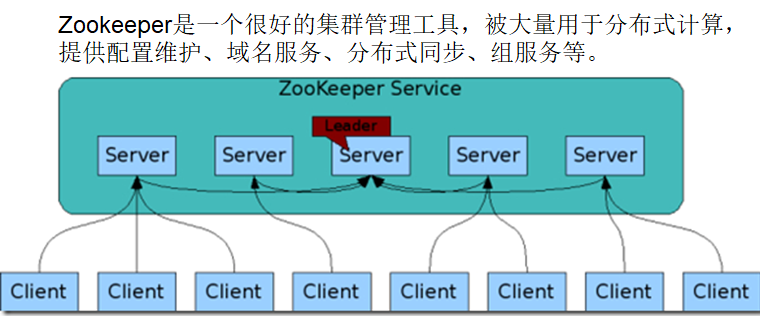 Zookeeper是一个很好的集群管理工具，被大量用于分布式计算，
提供配置维护、域名服务、分布式同步、组服务等。
ZooKeeper Service
Leader
Server Server Server Server Server
Client Client Client Client Client Client Client Client